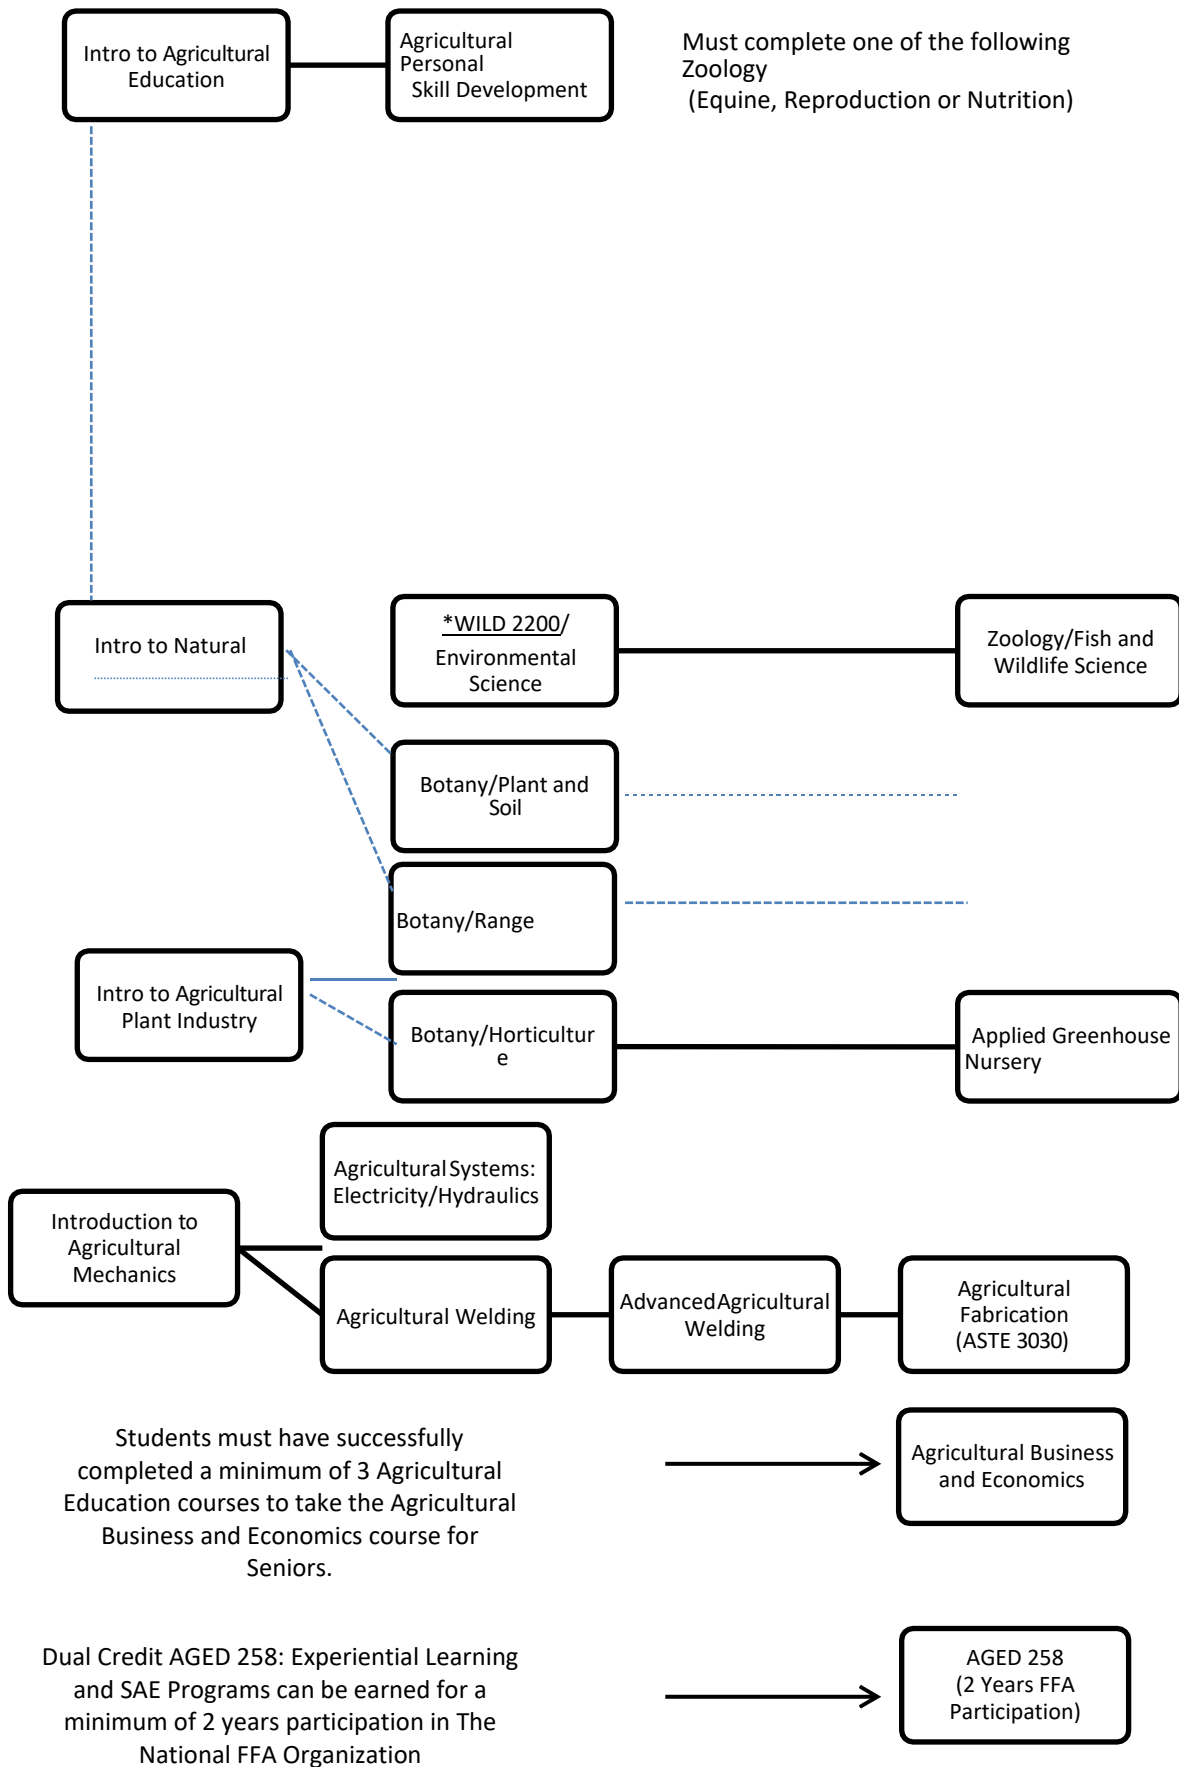 Intro to Agricultural
Education
Agricultural
Personal
Skill Development
Must complete one of the following
Zoology
(Equine, Reproduction or Nutrition)
Intro to Natural
*WILD 2200/
Environmental
Science
Zoology/Fish and
Wildlife Science
Botany/Plant and
Soil
Botany/Range
Intro to Agricultural
Plant Industry
Botany/Horticultur
e
Applied Greenhouse
Nursery
Agricultural Systems:
Electricity/Hydraulics
Introduction to
Agricultural
Mechanics
Agricultural Welding
Advanced Agricultural
Welding
Agricultural
Fabrication
(ASTE 3030)
Students must have successfully
completed a minimum of 3 Agricultural
Education courses to take the Agricultural
Business and Economics course for
Seniors.
Agricultural Business
and Economics
Dual Credit AGED 258: Experiential Learning
and SAE Programs can be earned for a
minimum of 2 years participation in The
National FFA Organization
AGED 258
(2 Years FFA
Participation)